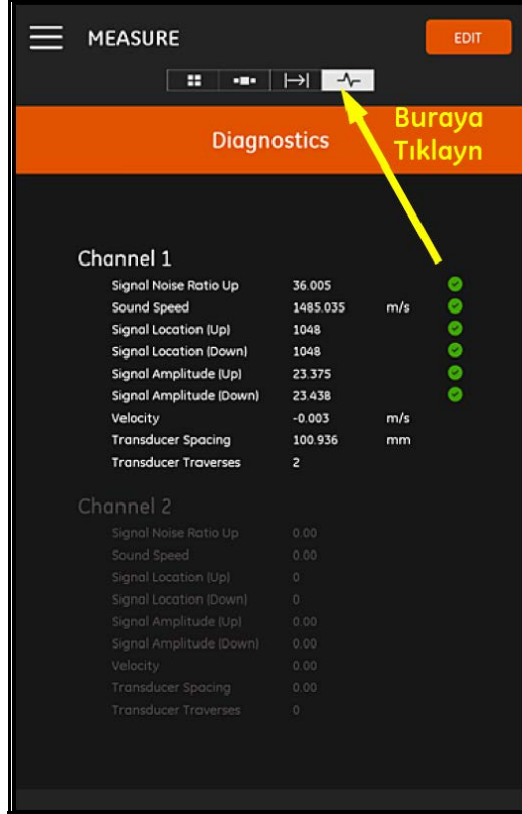 MEASURE
EDIT
Buraya
Tıklayn
Diagnostics
Channel 1
Signal Noise Ratio Up 36.005
Sound Speed 1485.035 m/s
Signal Location (Up) 1048
Signal Location (Down) 1048
Signal Amplitude (Up) 23.375
Signal Amplitude (Down) 23.438
Velocity -0.003 m/s
Transducer Spacing 100.936 mm
Transducer Traverses 2
Channel 2
Signal Noise Ratio Up 0.00
Sound Speed 0.00
Signal Location (Up) 0
Signal Location (Down) 0
Signal Amplitude (Up) 0.00
Signal Amplitude (Down) 0.00
Velocity 0.00
Transducer Spacing 0.00
Transducer Traverses 0